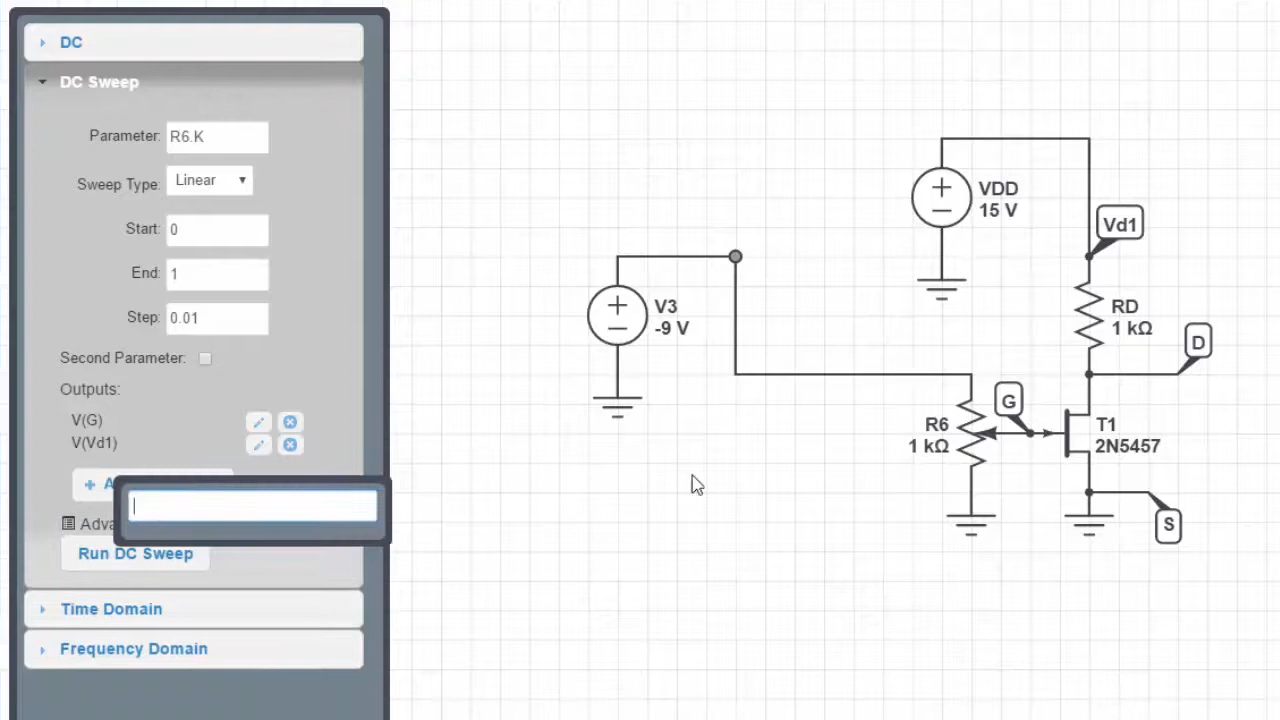 DC
DC Sweep
Parameter: R6.K
Sweep Type: Linear
Start: 0
End: 1
Step: 0.01
Second Parameter:
Outputs:
V(G)
V(Vd1)
Run DC Sweep
Time Domain
Frequency Domain
VDD
15 V
Vd1
V3
-9 V
RD
1 kΩ
D
G
R6
1 kΩ
T1
2N5457
S